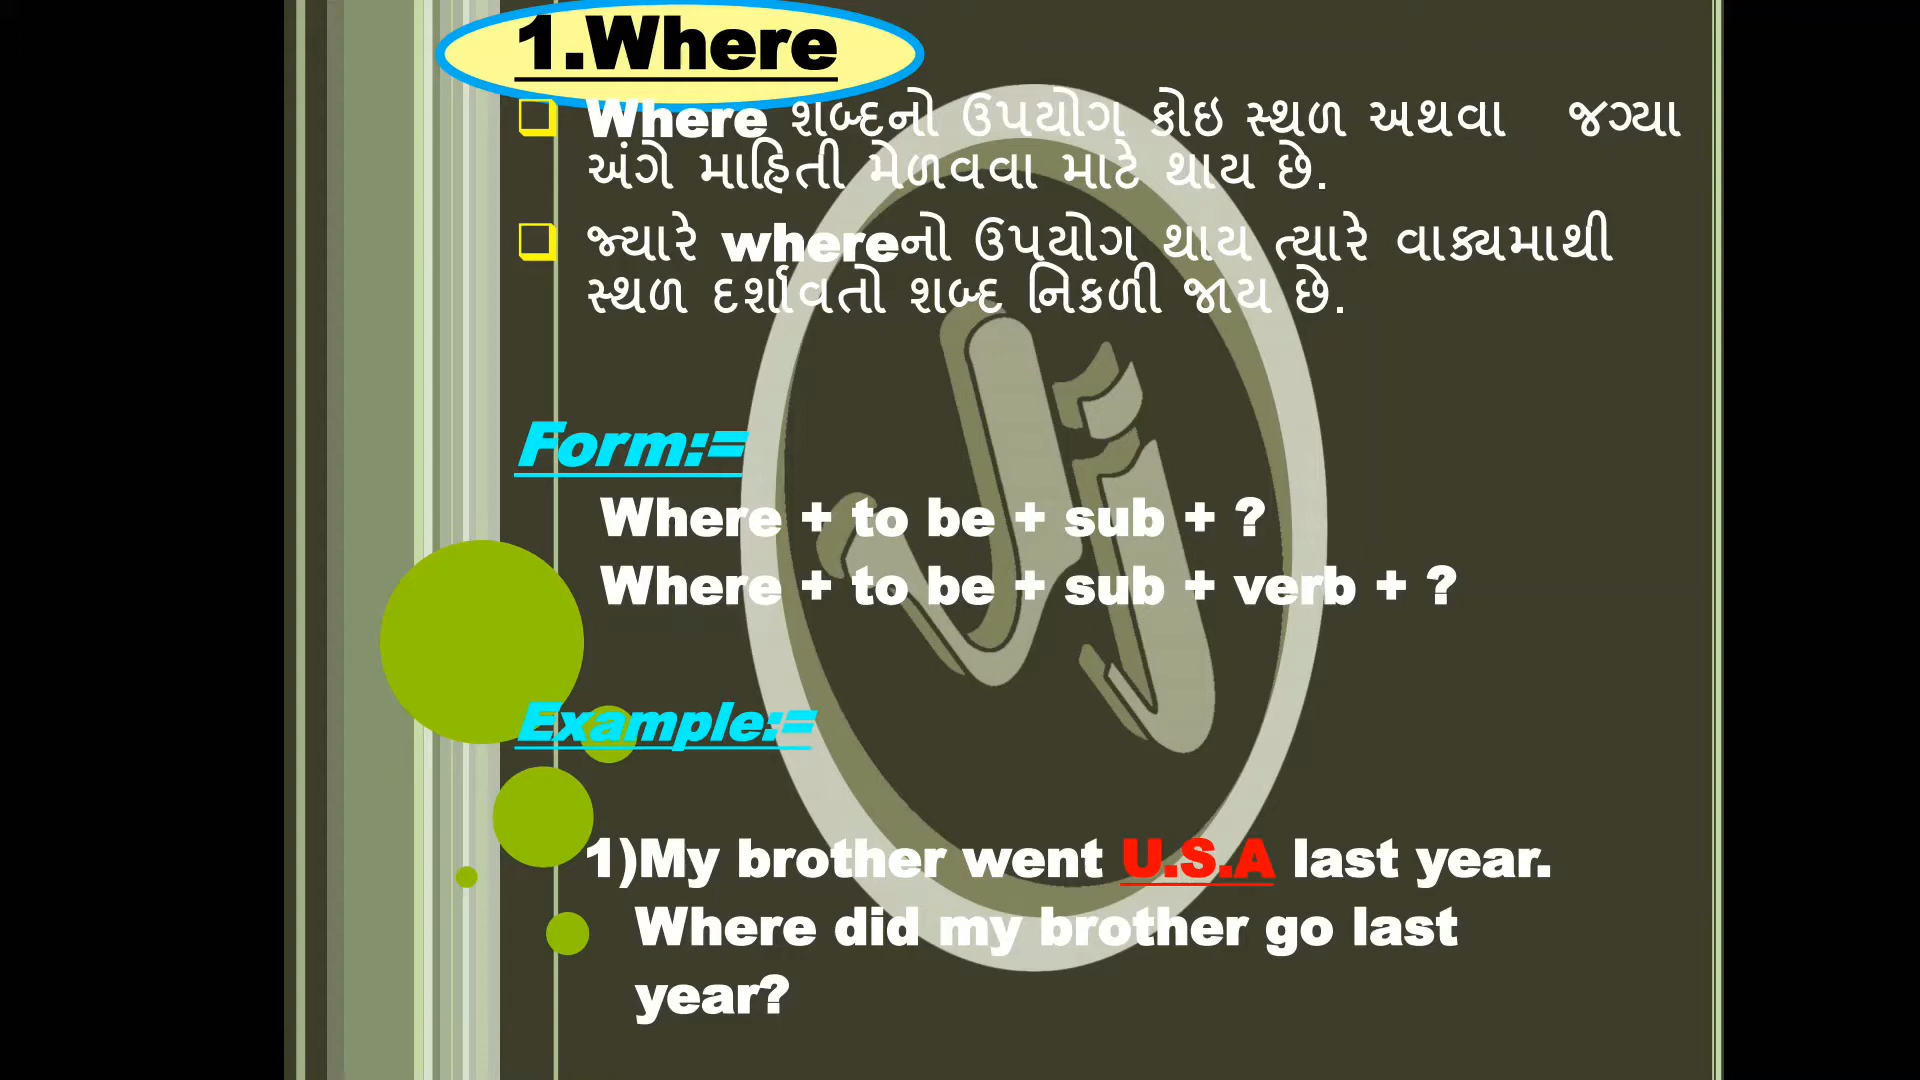 1.Where
Where શબ્દનો ઉપયોગ કોઇ સ્થળ અથવા જગ્યા
અંગે માહિતી મેળવવા માટે થાય છે.
જ્યારે whereનો ઉપયોગ થાય ત્યારે વાક્યમાથી
સ્થળ દર્શાવતો શબ્દ નિકળી જાય છે.
Form:=
Where + to be + sub + ?
Where + to be + sub + verb + ?
Example:=
1)My brother went U.S.A last year.
Where did my brother go last
year?